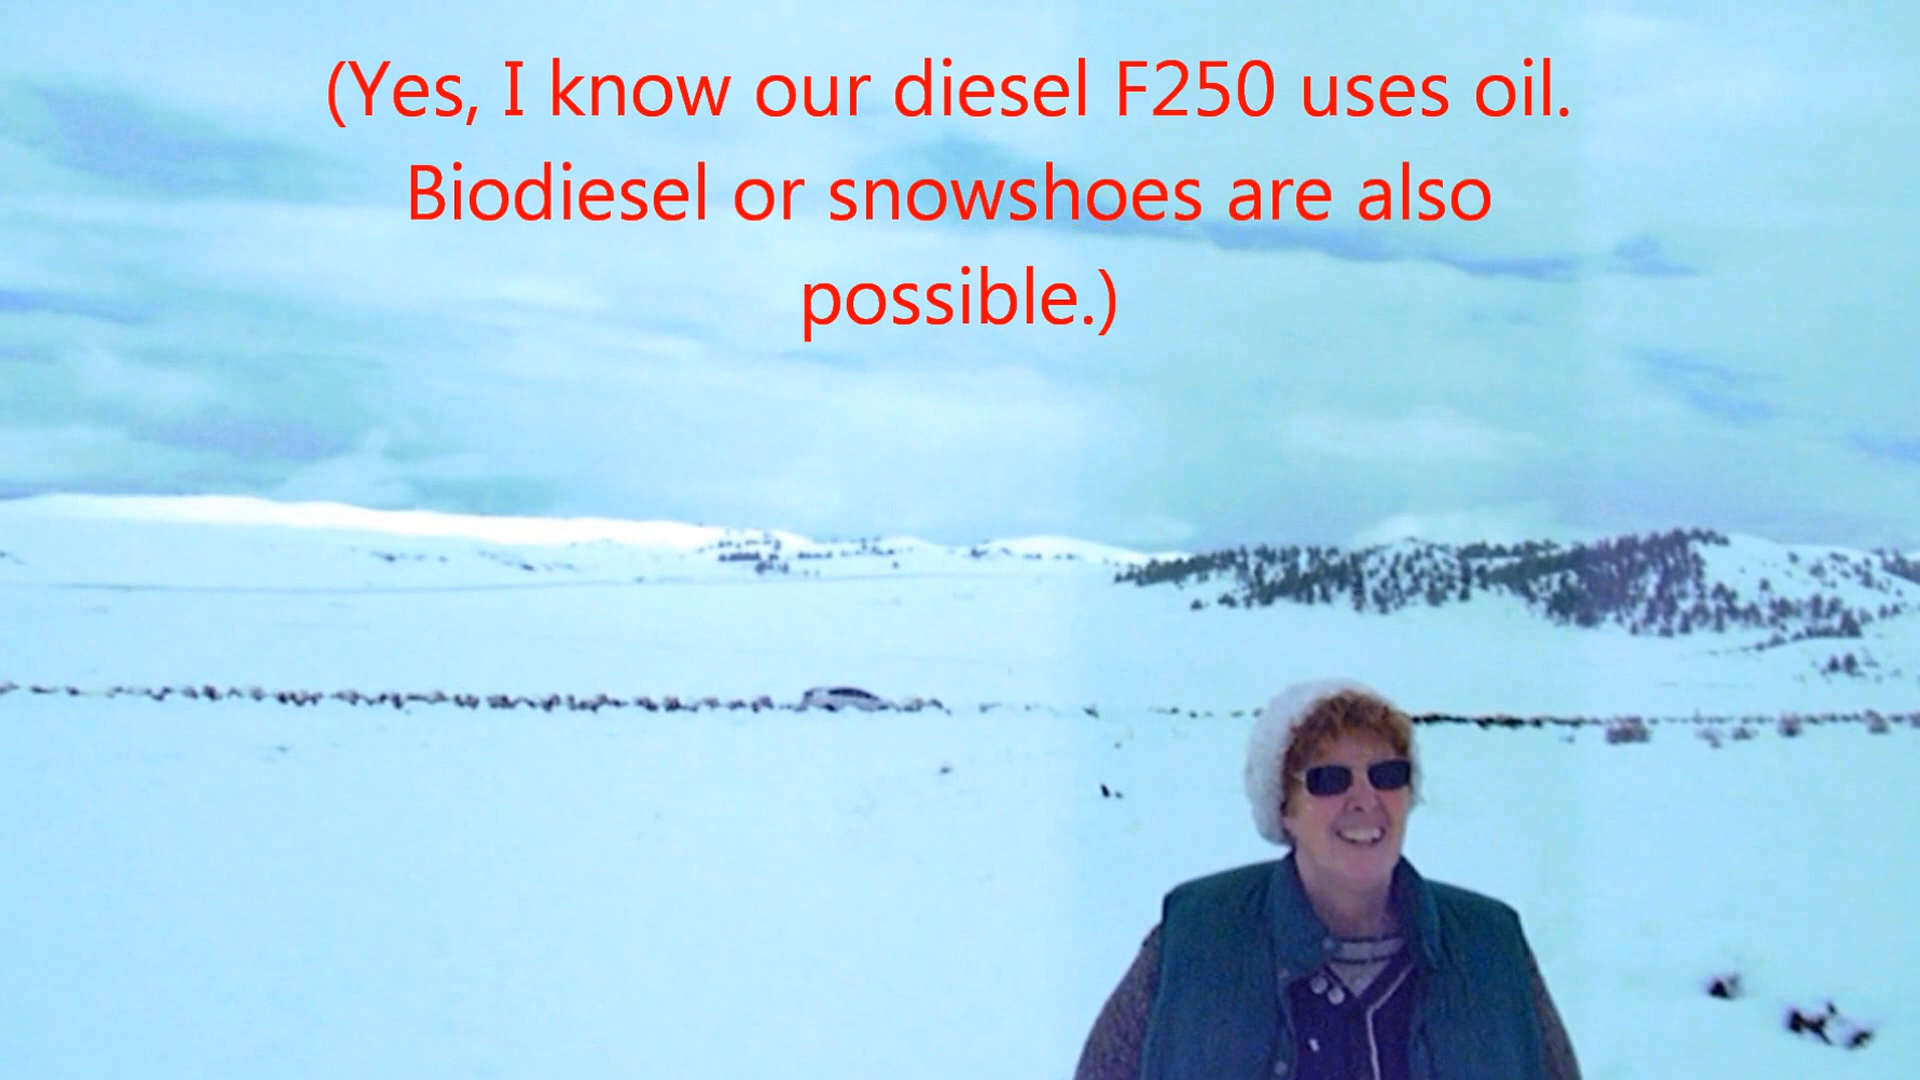 (Yes, I know our diesel F250 uses oil.
Biodiesel or snowshoes are also
possible.)